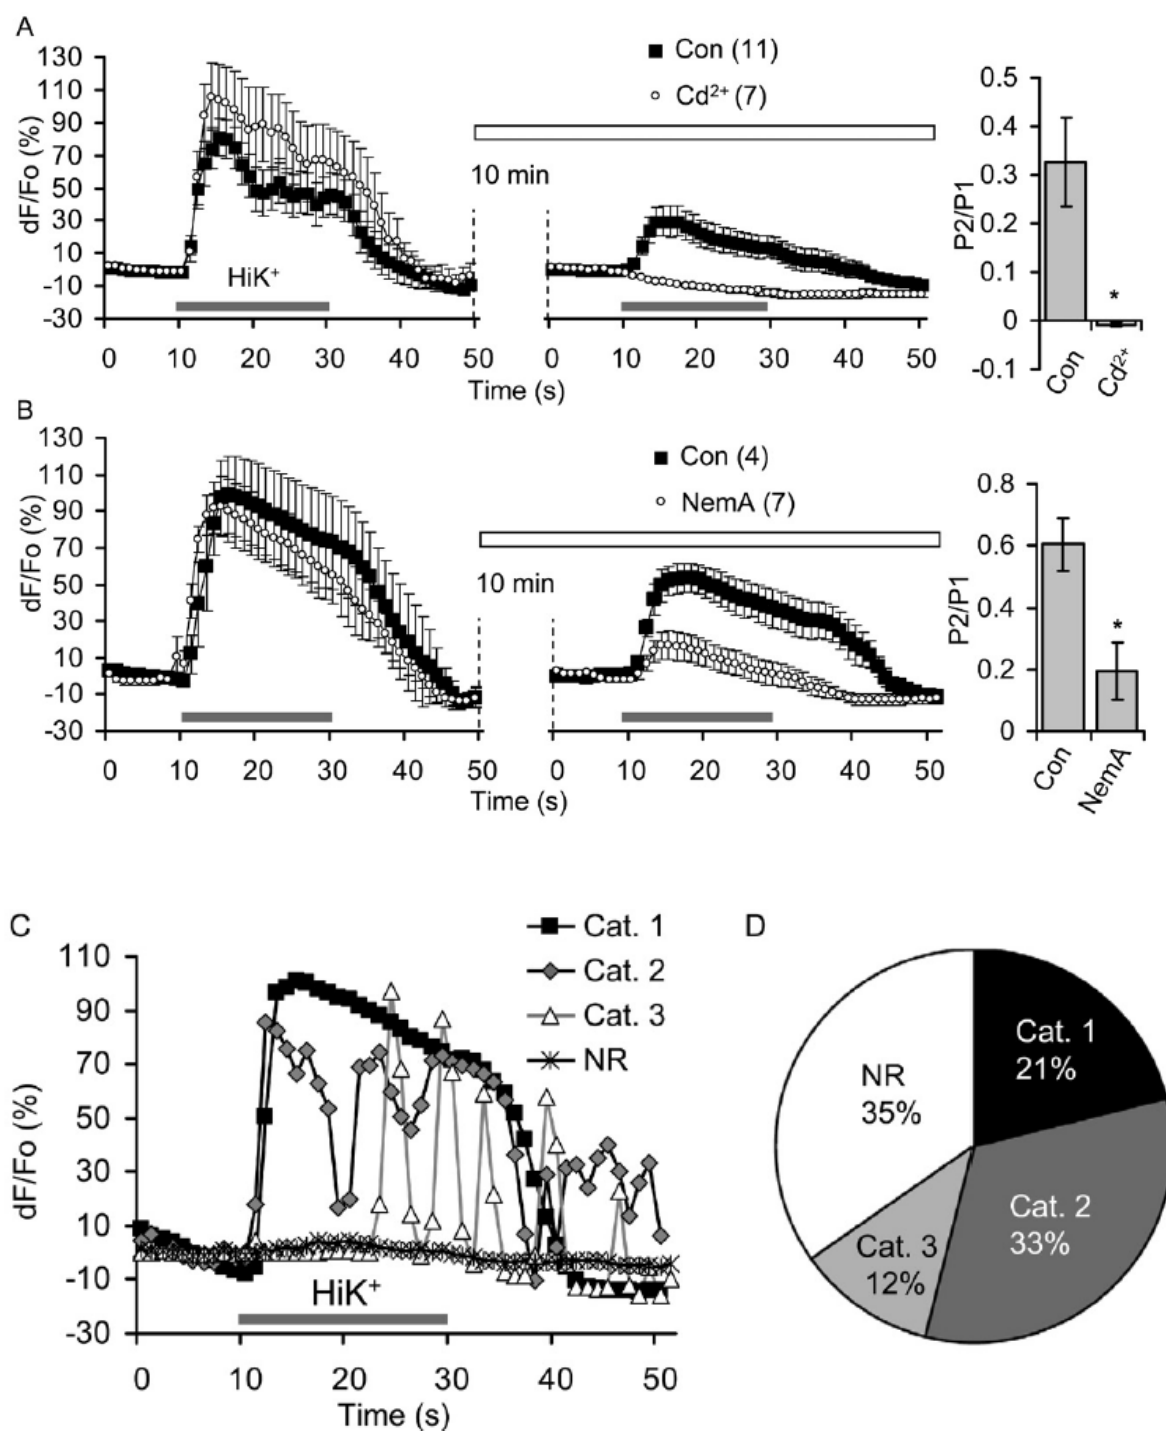 A
130
110
90
70
50
30
10
-10
-30
dF/Fo (%)
HiK⁺
10 min
■ Con (11)
○ Cd²⁺ (7)
0 10 20 30 40 50 0 10 20 30 40 50
Time (s)
0.5
0.4
0.3
0.2
0.1
0
-0.1
P2/P1
*
Con Cd²⁺
B
130
110
90
70
50
30
10
-10
-30
dF/Fo (%)
10 min
■ Con (4)
○ NemA (7)
0 10 20 30 40 50 0 10 20 30 40 50
Time (s)
0.8
0.6
0.4
0.2
0
P2/P1
*
Con NemA
C
110
90
70
50
30
10
-10
-30
dF/Fo (%)
Cat. 1
Cat. 2
Cat. 3
NR
HiK⁺
0 10 20 30 40 50
Time (s)
D
Cat. 1
21%
Cat. 2
33%
Cat. 3
12%
NR
35%